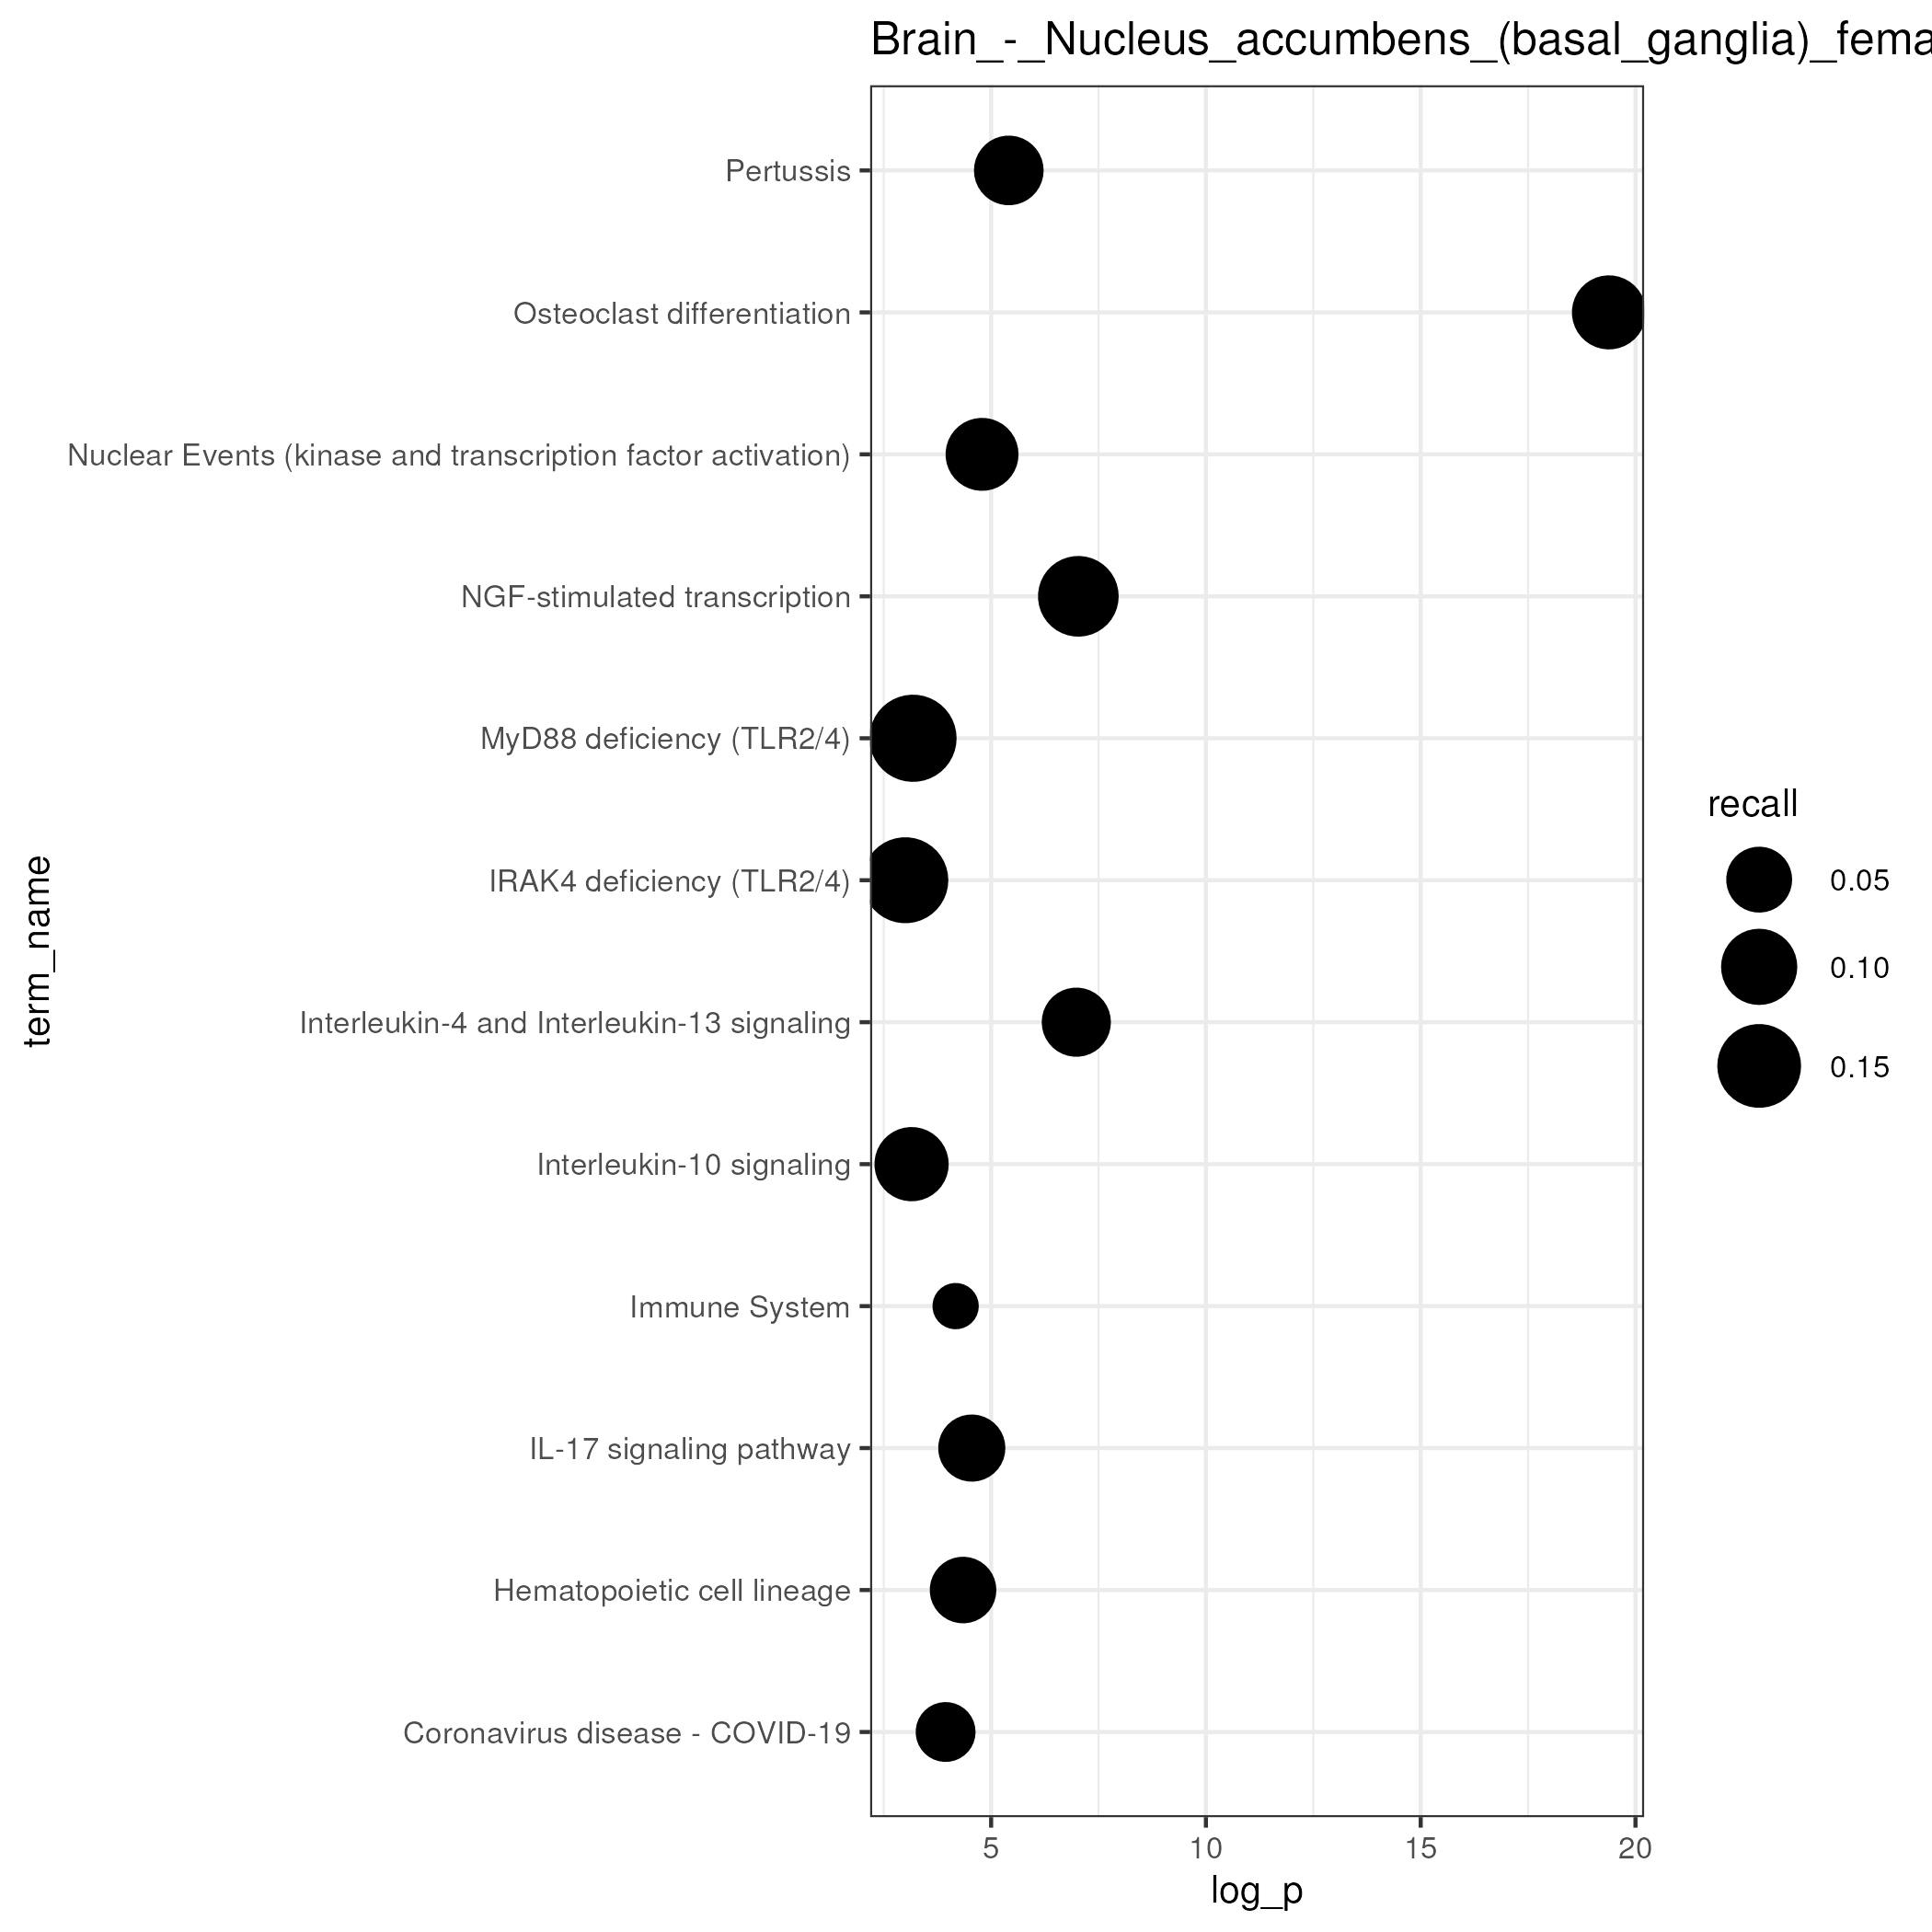 Brain_-_Nucleus_accumbens_(basal_ganglia)_fema
Pertussis
Osteoclast differentiation
Nuclear Events (kinase and transcription factor activation)
NGF-stimulated transcription
MyD88 deficiency (TLR2/4)
IRAK4 deficiency (TLR2/4)
Interleukin-4 and Interleukin-13 signaling
Interleukin-10 signaling
Immune System
IL-17 signaling pathway
Hematopoietic cell lineage
Coronavirus disease - COVID-19
term_name
5 10 15 20
log_p
recall
0.05
0.10
0.15